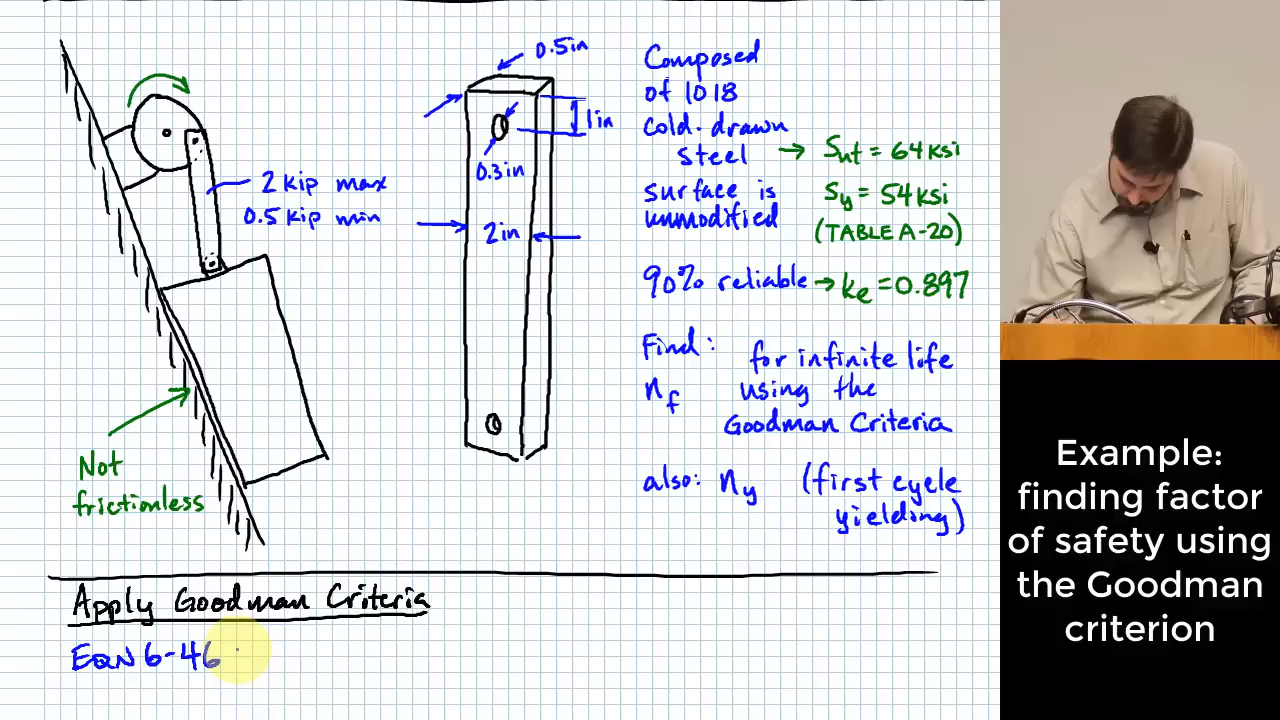 0.5in
1in
0.3in
2in
2 kip max
0.5 kip min
Not
frictionless
Composed
of 1018
cold-drawn
steel → Sut = 64 ksi
surface is
unmodified
Sy = 54 ksi
(TABLE A-20)
90% reliable → ke = 0.897
Find: for infinite life
nf using the
Goodman Criteria
also: ny (first cycle
yielding)
Apply Goodman Criteria
EQN 6-46
Example:
finding factor
of safety using
the Goodman
criterion